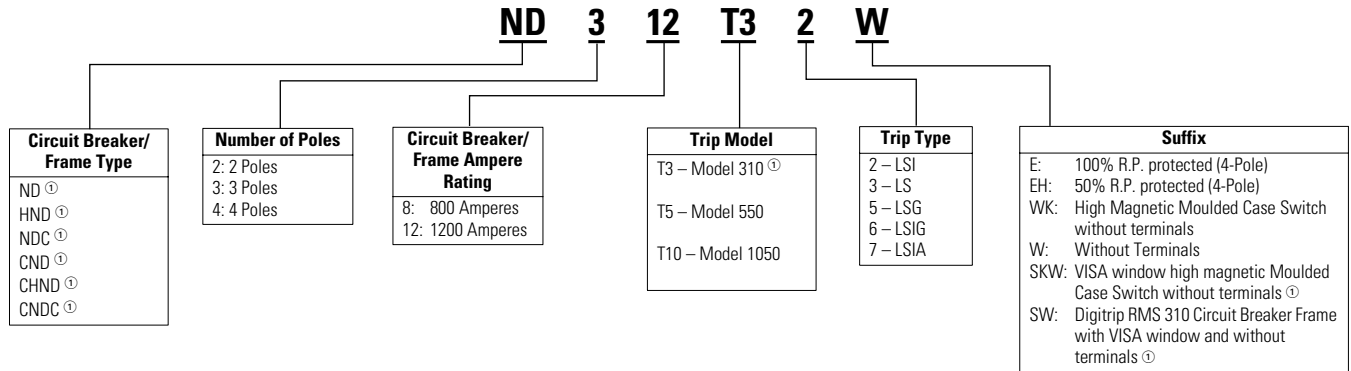 ND 3 12 T3 2 W
Circuit Breaker/
Frame Type
ND ①
HND ①
NDC ①
CND ①
CHND ①
CNDC ①
Number of Poles
2: 2 Poles
3: 3 Poles
4: 4 Poles
Circuit Breaker/
Frame Ampere
Rating
8: 800 Amperes
12: 1200 Amperes
Trip Model
T3 – Model 310 ①
T5 – Model 550
T10 – Model 1050
Trip Type
2 – LSI
3 – LS
5 – LSG
6 – LSIG
7 – LSIA
Suffix
E: 100% R.P. protected (4-Pole)
EH: 50% R.P. protected (4-Pole)
WK: High Magnetic Moulded Case Switch
without terminals
W: Without Terminals
SKW: VISA window high magnetic Moulded
Case Switch without terminals ①
SW: Digitrip RMS 310 Circuit Breaker Frame
with VISA window and without
terminals ①